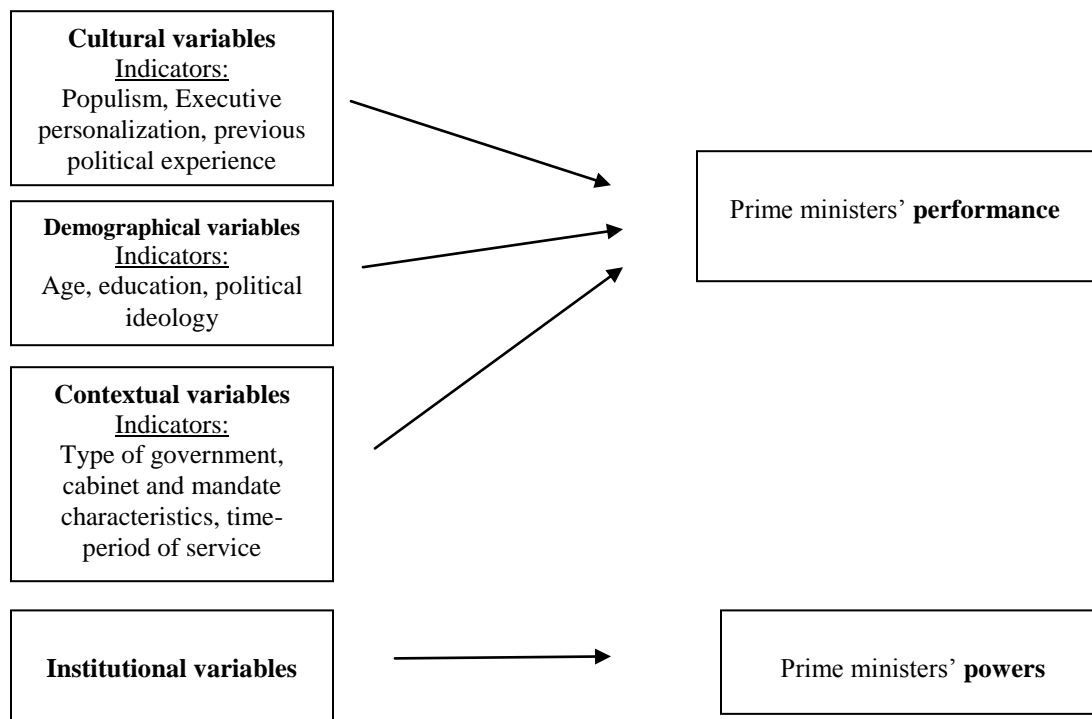 Cultural variables
Indicators:
Populism, Executive
personalization, previous
political experience
Prime ministers’ performance
Demographical variables
Indicators:
Age, education, political
ideology
Contextual variables
Indicators:
Type of government,
cabinet and mandate
characteristics, time-
period of service
Institutional variables
Prime ministers’ powers